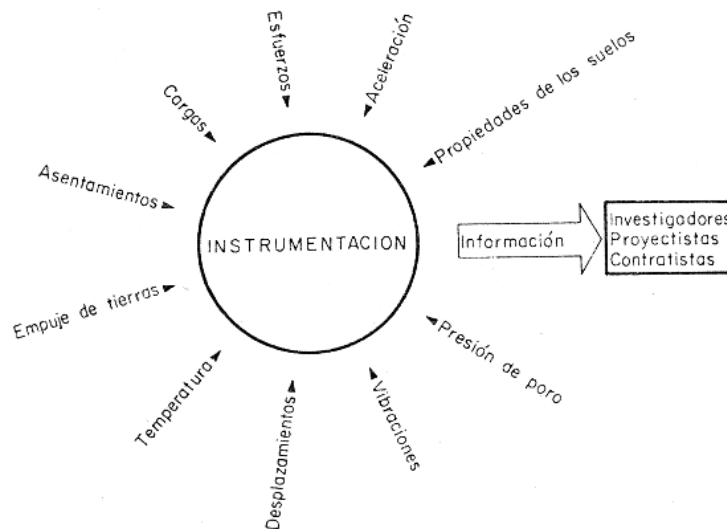 Esfuerzos
Aceleración
Cargas
Propiedades de los suelos
Asentamientos
INSTRUMENTACION
Información
Investigadores
Proyectistas
Contratistas
Empuje de tierras
Presión de poro
Temperatura
Vibraciones
Desplazamientos